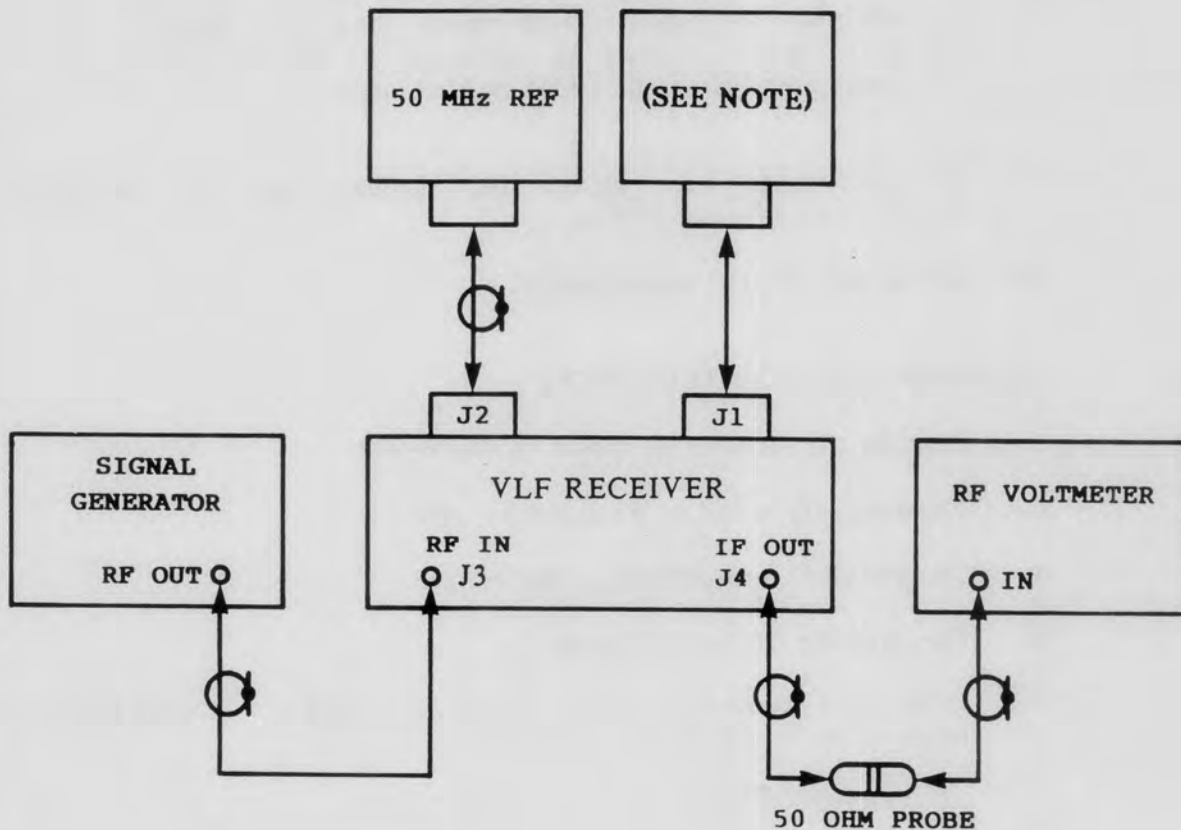 50 MHz REF
(SEE NOTE)
J2
J1
SIGNAL
GENERATOR
RF OUT
VLF RECEIVER
RF IN
J3
IF OUT
J4
RF VOLTMETER
IN
50 OHM PROBE